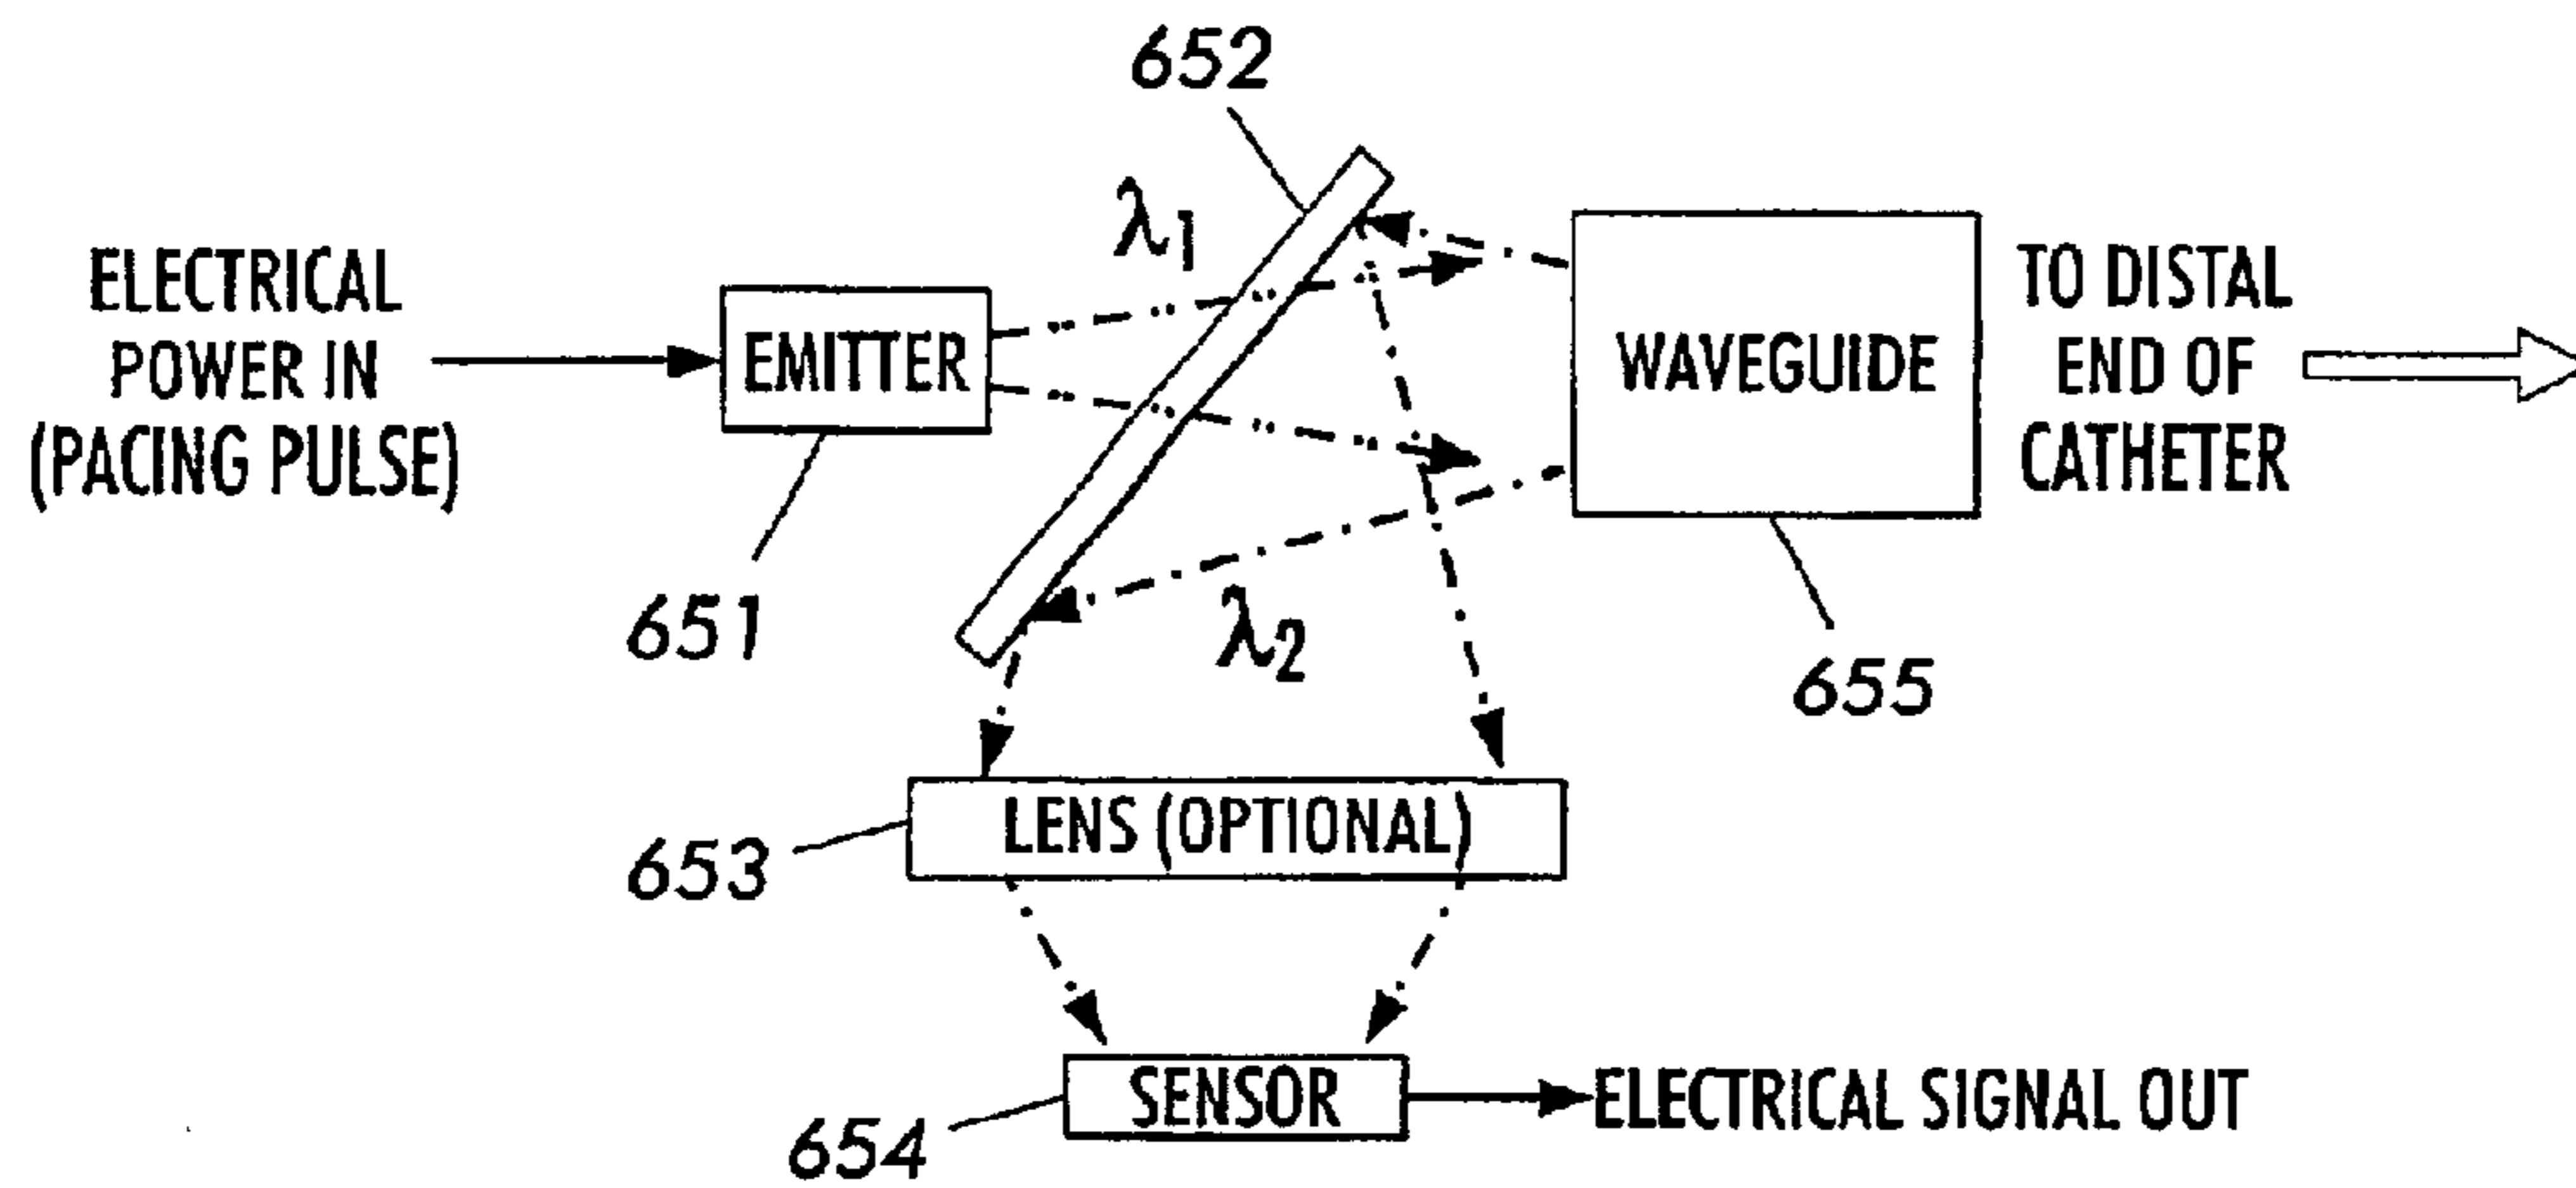 652
λ1
ELECTRICAL
POWER IN
(PACING PULSE)
EMITTER
WAVEGUIDE
TO DISTAL
END OF
CATHETER
651
λ2
655
LENS (OPTIONAL)
653
SENSOR
ELECTRICAL SIGNAL OUT
654